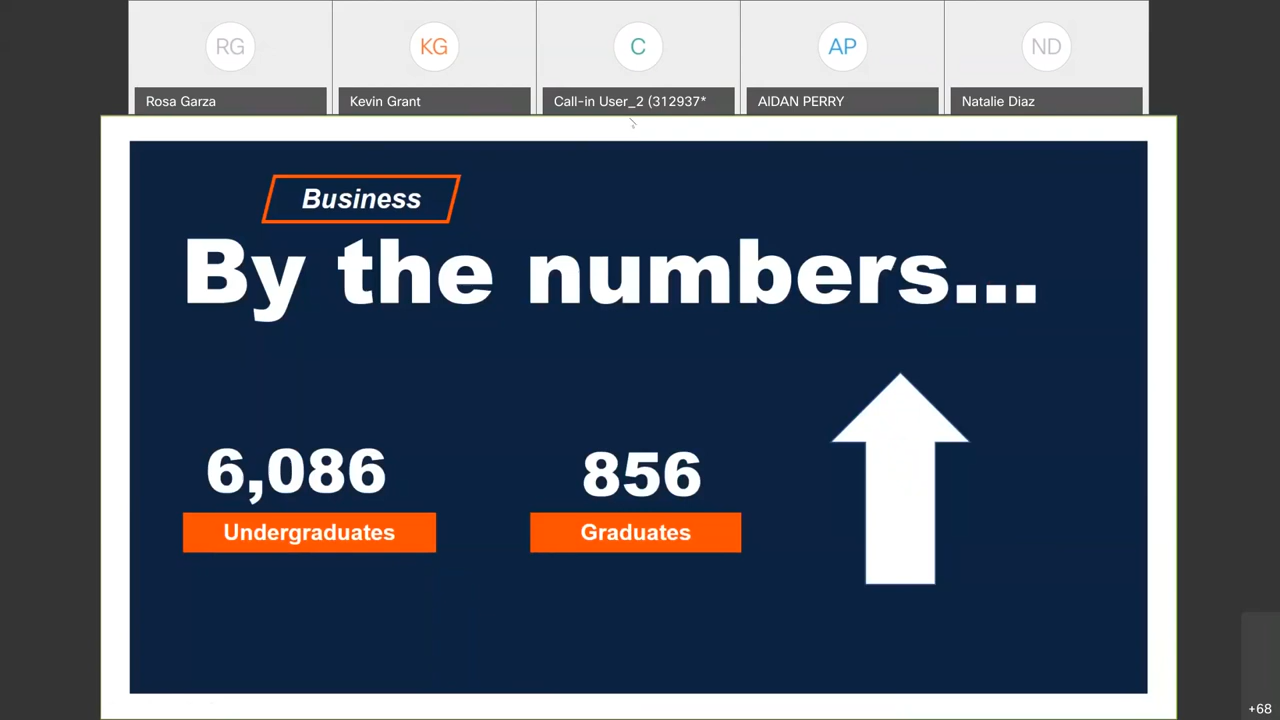 RG
KG
C
AP
ND
Rosa Garza
Kevin Grant
Call-in User_2 (312937*
AIDAN PERRY
Natalie Diaz
Business
By the numbers...
6,086
856
Undergraduates
Graduates
+68